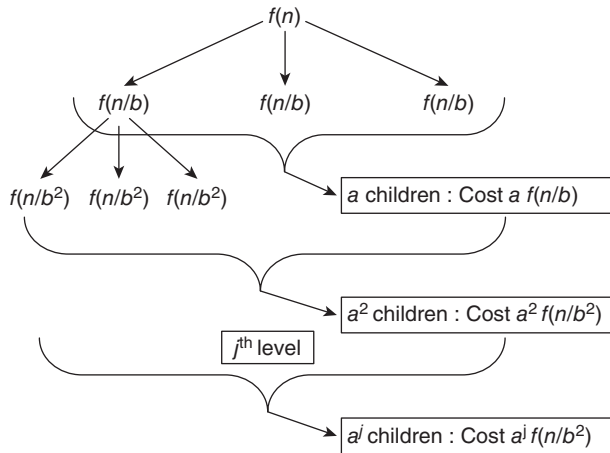 f(n)
f(n/b) f(n/b) f(n/b)
f(n/b²) f(n/b²) f(n/b²)
a children : Cost a f(n/b)
a² children : Cost a² f(n/b²)
jᵗʰ level
aʲ children : Cost aʲ f(n/b²)